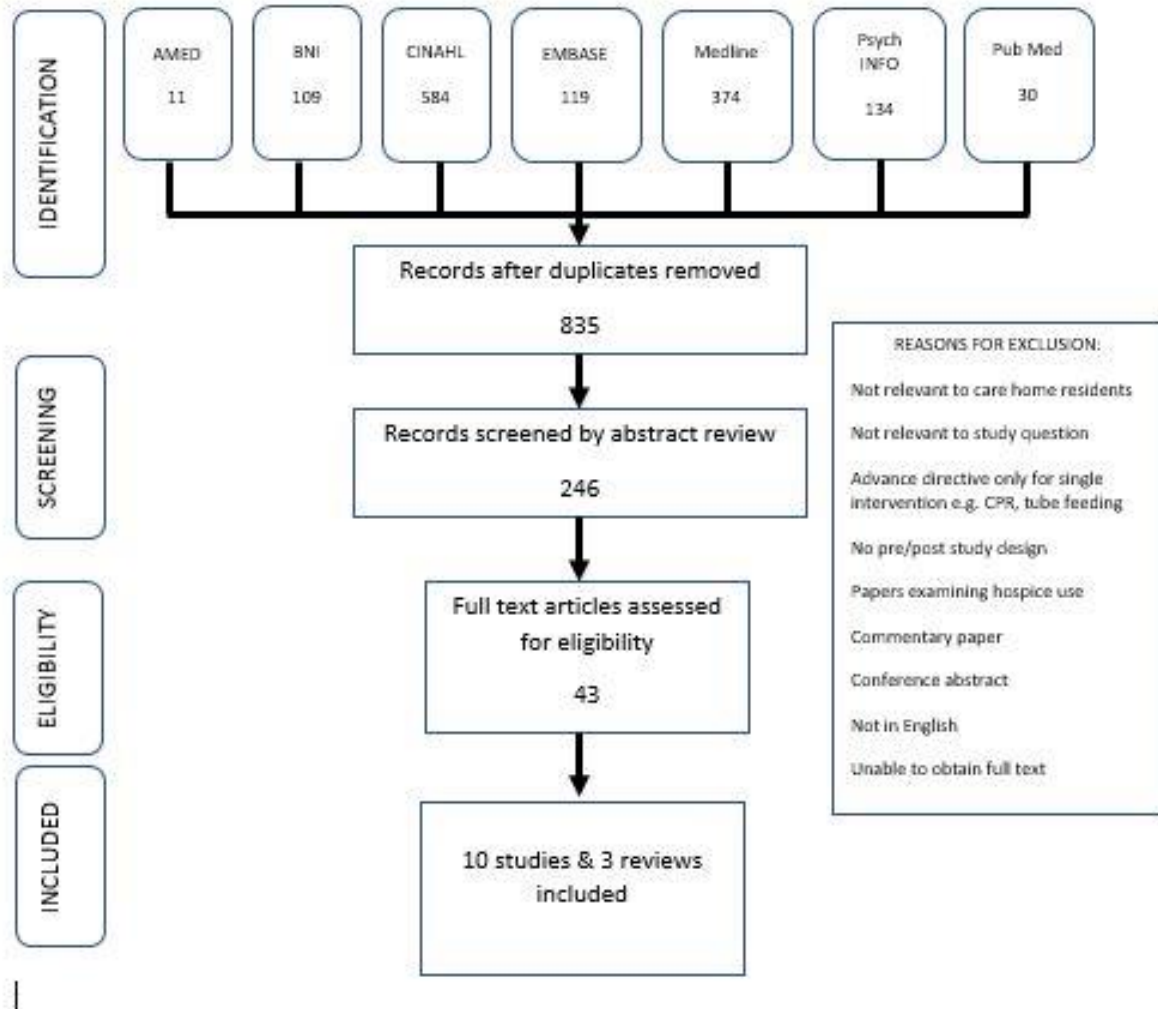 IDENTIFICATION
AMED
11
BNI
109
CINAHL
584
EMBASE
119
Medline
374
Psych
INFO
134
Pub Med
30
Records after duplicates removed
835
SCREENING
Records screened by abstract review
246
REASONS FOR EXCLUSION:
Not relevant to care home residents
Not relevant to study question
Advance directive only for single
intervention e.g. CPR, tube feeding
No pre/post study design
Papers examining hospice use
Commentary paper
Conference abstract
Not in English
Unable to obtain full text
ELIGIBILITY
Full text articles assessed
for eligibility
43
INCLUDED
10 studies & 3 reviews
included